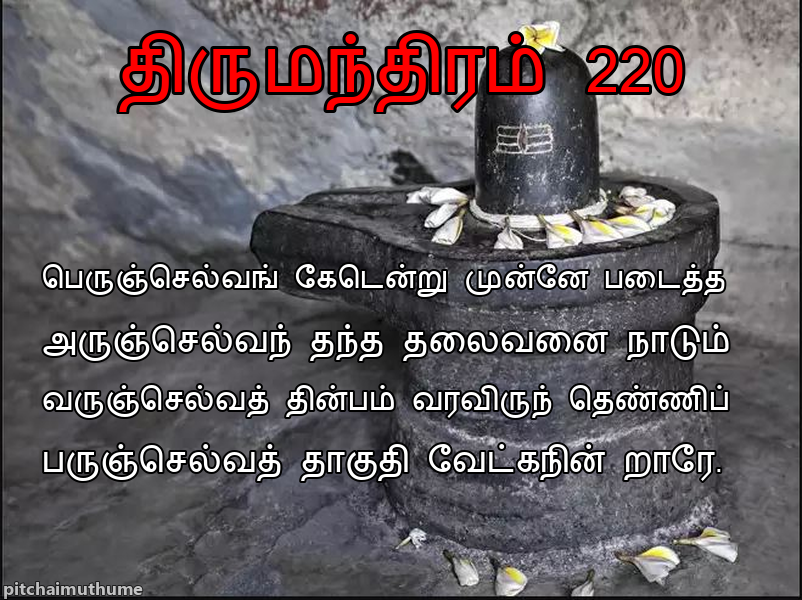 திருமந்திரம் 220
பெருஞ்செல்வங் கேடென்று முன்னே படைத்த
அருஞ்செல்வந் தந்த தலைவனை நாடும்
வருஞ்செல்வத் தின்பம் வரவிருந் தெண்ணிப்
பருஞ்செல்வத் தாகுதி வேட்கநின் றாரே.
pitchaimuthume